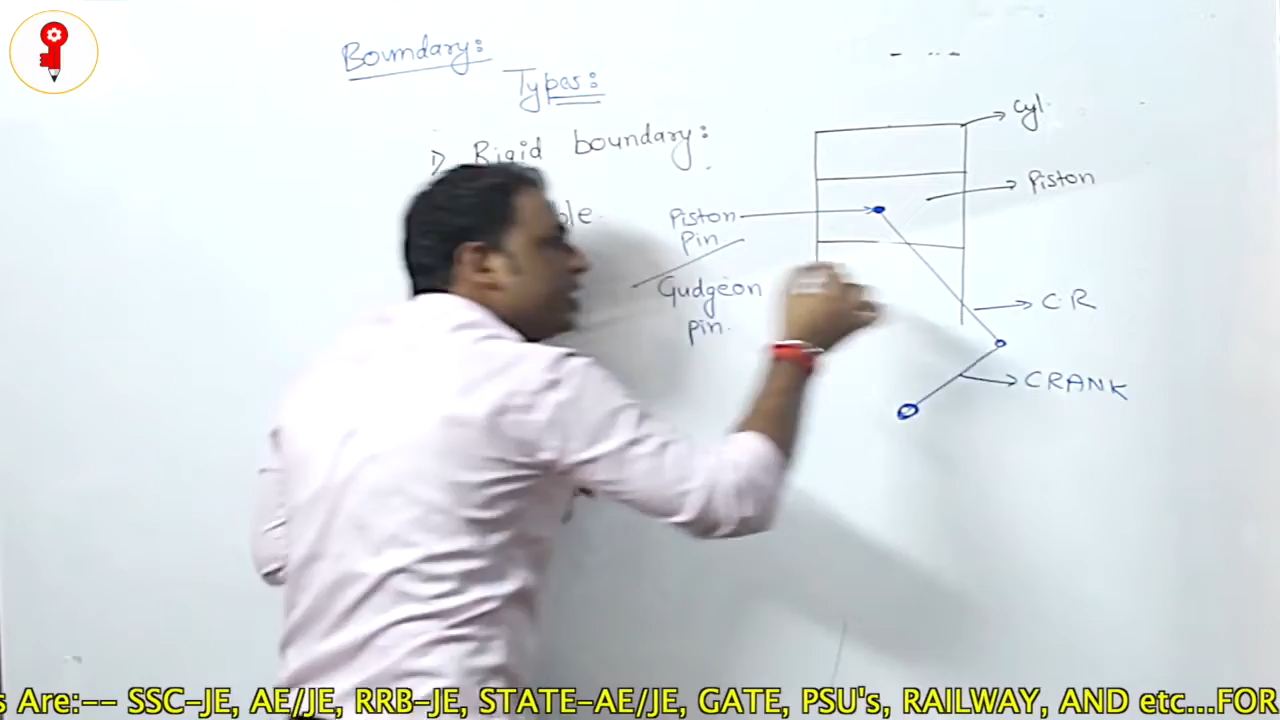 Boundary:
Types:
1) Rigid boundary:
Cyl.
Piston
Piston
Pin
Gudgeon
pin.
C.R
CRANK
Are:-- SSC-JE, AE/JE, RRB-JE, STATE-AE/JE, GATE, PSU's, RAILWAY, AND etc...FOR